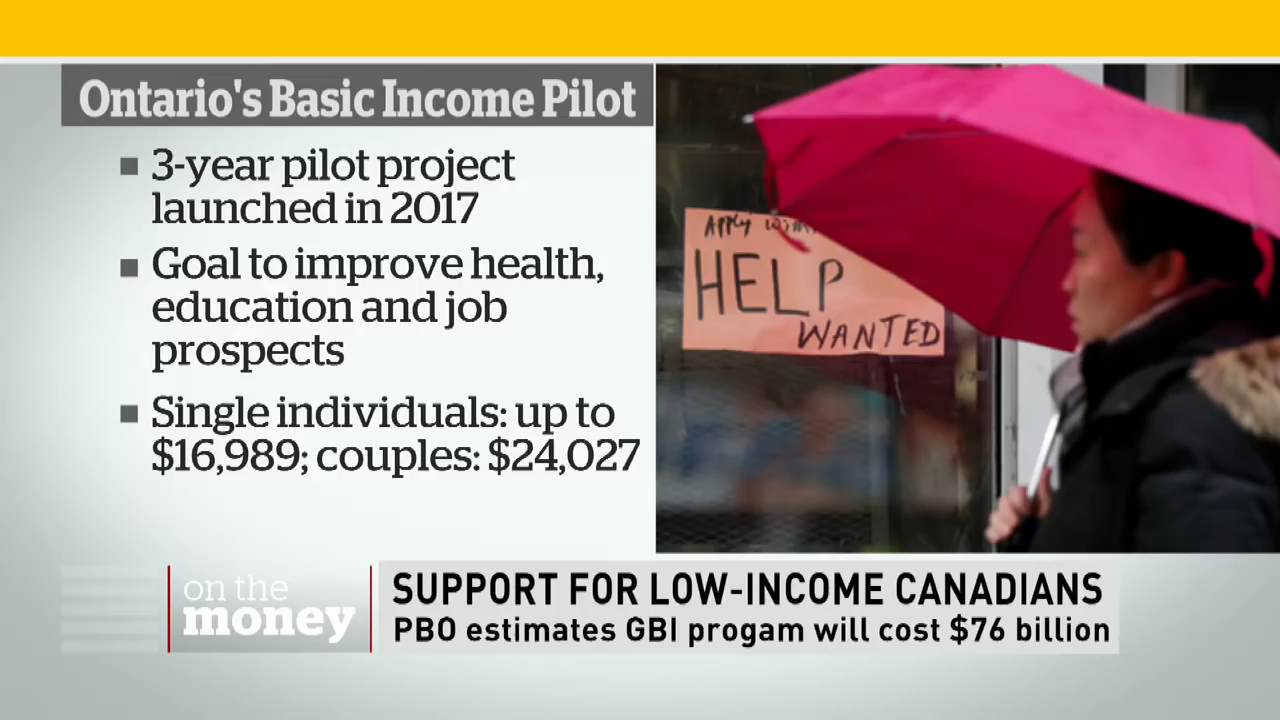 Ontario's Basic Income Pilot
3-year pilot project
launched in 2017
Goal to improve health,
education and job
prospects
Single individuals: up to
$16,989; couples: $24,027
Apply
HELP
WANTED
on the
money
SUPPORT FOR LOW-INCOME CANADIANS
PBO estimates GBI progam will cost $76 billion